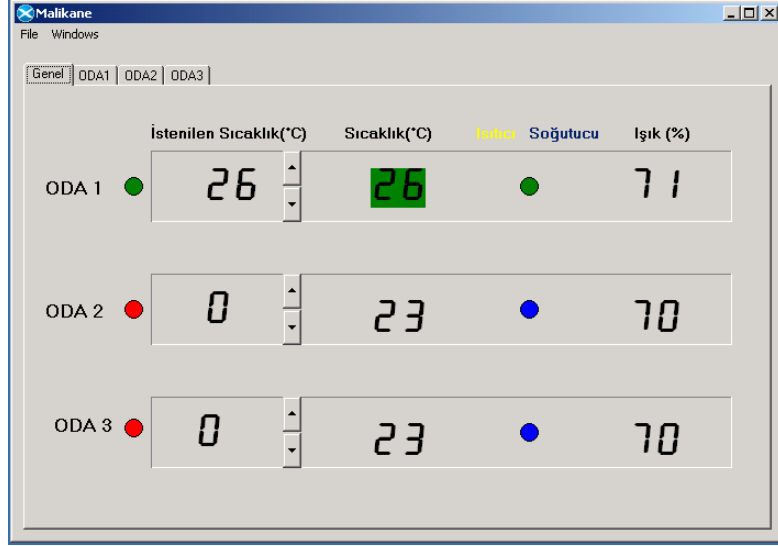 Malikane
File Windows
Genel ODA1 ODA2 ODA3
İstenilen Sıcaklık(°C) Sıcaklık(°C) Isıtıcı Soğutucu Işık (%)
ODA 1 26 26 71
ODA 2 0 23 70
ODA 3 0 23 70